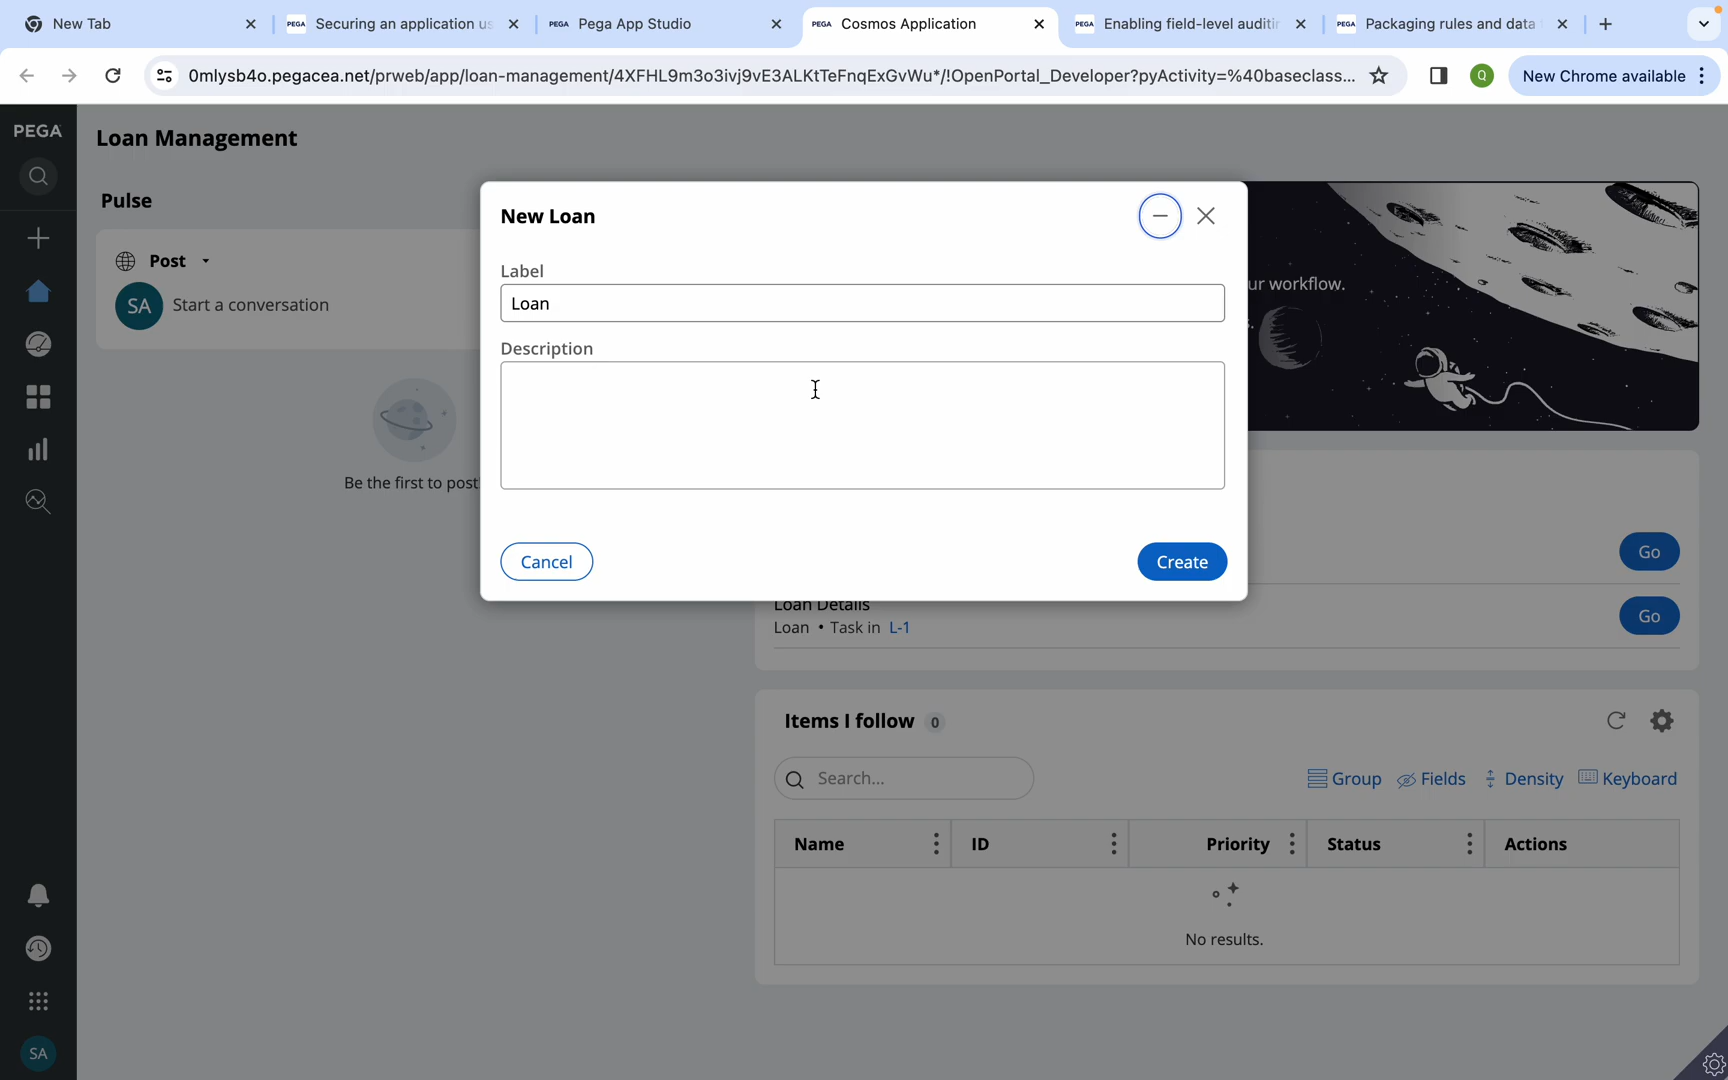 New Tab
Securing an application us
Pega App Studio
Cosmos Application
Enabling field-level auditin
Packaging rules and data
0mlysb4o.pegacea.net/prweb/app/loan-management/4XFHL9m3o3ivj9vE3ALKtTeFnqExGvWu*/!OpenPortal_Developer?pyActivity=%40baseclass...
Q
New Chrome available
PEGA
Loan Management
Pulse
Post
SA
Start a conversation
Be the first to post
New Loan
Label
Loan
Description
Cancel
Create
ur workflow.
Go
Loan Details
Loan • Task in L-1
Go
Items I follow 0
Search...
Group
Fields
Density
Keyboard
Name
ID
Priority
Status
Actions
No results.
SA